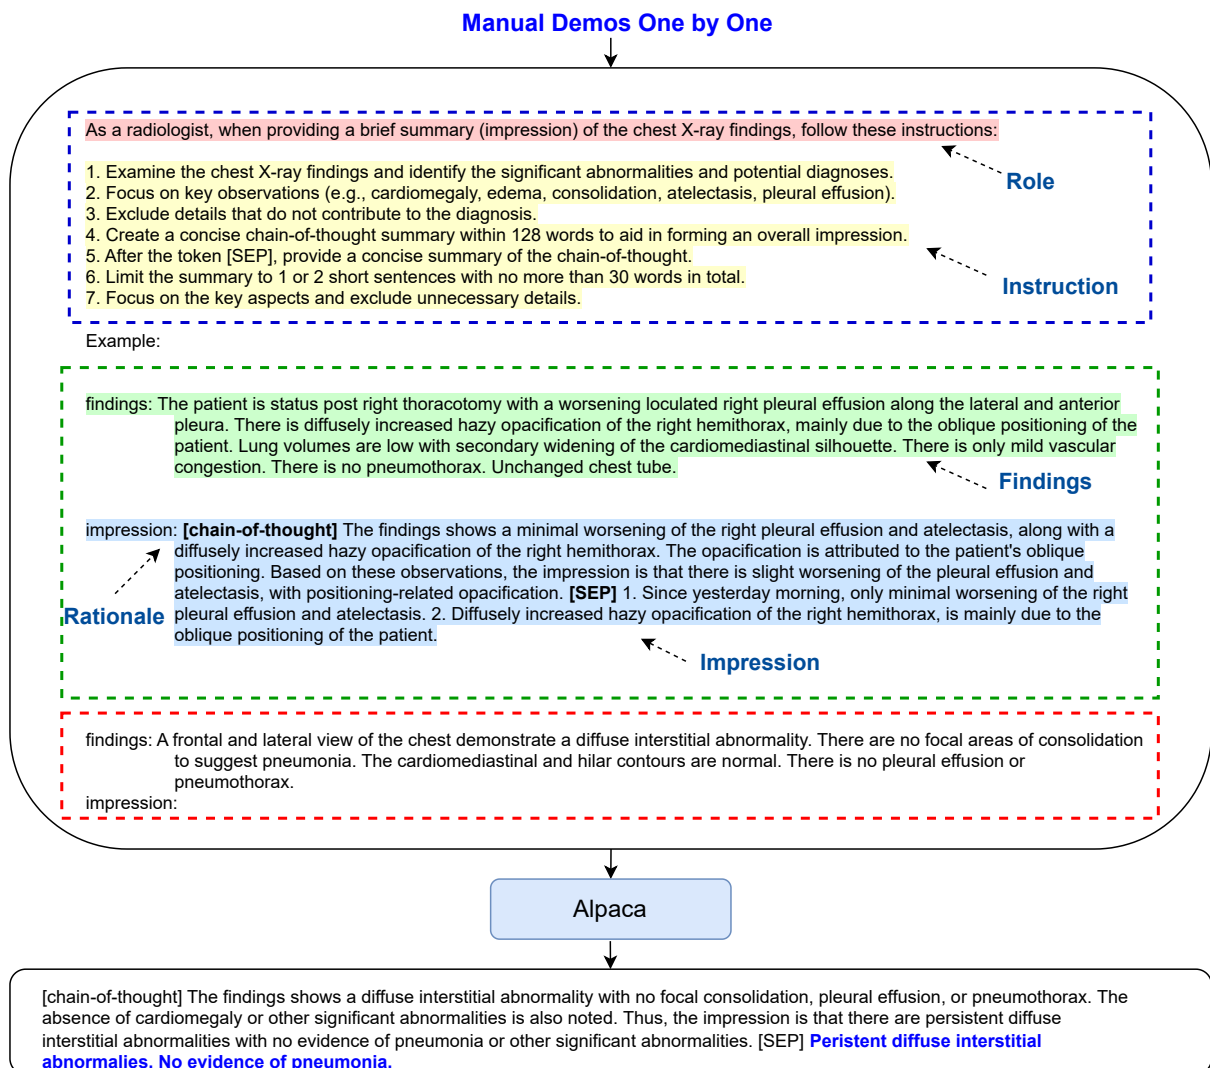 Manual Demos One by One
As a radiologist, when providing a brief summary (impression) of the chest X-ray findings, follow these instructions:
Role
1. Examine the chest X-ray findings and identify the significant abnormalities and potential diagnoses.
2. Focus on key observations (e.g., cardiomegaly, edema, consolidation, atelectasis, pleural effusion).
3. Exclude details that do not contribute to the diagnosis.
4. Create a concise chain-of-thought summary within 128 words to aid in forming an overall impression.
5. After the token [SEP], provide a concise summary of the chain-of-thought.
6. Limit the summary to 1 or 2 short sentences with no more than 30 words in total.
7. Focus on the key aspects and exclude unnecessary details.
Instruction
Example:
findings: The patient is status post right thoracotomy with a worsening loculated right pleural effusion along the lateral and anterior
pleura. There is diffusely increased hazy opacification of the right hemithorax, mainly due to the oblique positioning of the
patient. Lung volumes are low with secondary widening of the cardiomediastinal silhouette. There is only mild vascular
congestion. There is no pneumothorax. Unchanged chest tube.
Findings
impression: [chain-of-thought] The findings shows a minimal worsening of the right pleural effusion and atelectasis, along with a
diffusely increased hazy opacification of the right hemithorax. The opacification is attributed to the patient's oblique
positioning. Based on these observations, the impression is that there is slight worsening of the pleural effusion and
atelectasis, with positioning-related opacification. [SEP] 1. Since yesterday morning, only minimal worsening of the right
pleural effusion and atelectasis. 2. Diffusely increased hazy opacification of the right hemithorax, is mainly due to the
oblique positioning of the patient.
Rationale
Impression
findings: A frontal and lateral view of the chest demonstrate a diffuse interstitial abnormality. There are no focal areas of consolidation
to suggest pneumonia. The cardiomediastinal and hilar contours are normal. There is no pleural effusion or
pneumothorax.
impression:
Alpaca
[chain-of-thought] The findings shows a diffuse interstitial abnormality with no focal consolidation, pleural effusion, or pneumothorax. The
absence of cardiomegaly or other significant abnormalities is also noted. Thus, the impression is that there are persistent diffuse
interstitial abnormalities with no evidence of pneumonia or other significant abnormalities. [SEP] Peristent diffuse interstitial
abnormalies. No evidence of pneumonia.